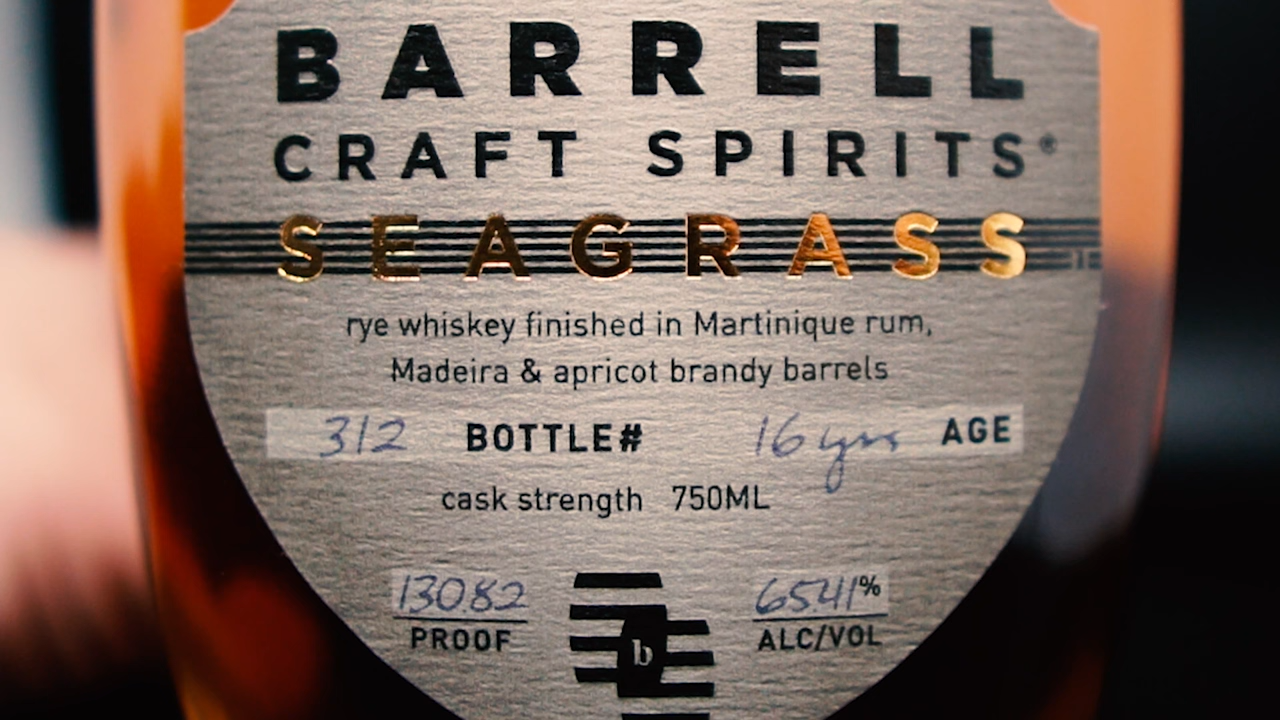 BARRELL
CRAFT SPIRITS®
SEAGRASS
rye whiskey finished in Martinique rum,
Madeira & apricot brandy barrels
312 BOTTLE# 16 yrs AGE
cask strength 750ML
130.82 65.41%
PROOF ALC/VOL
b